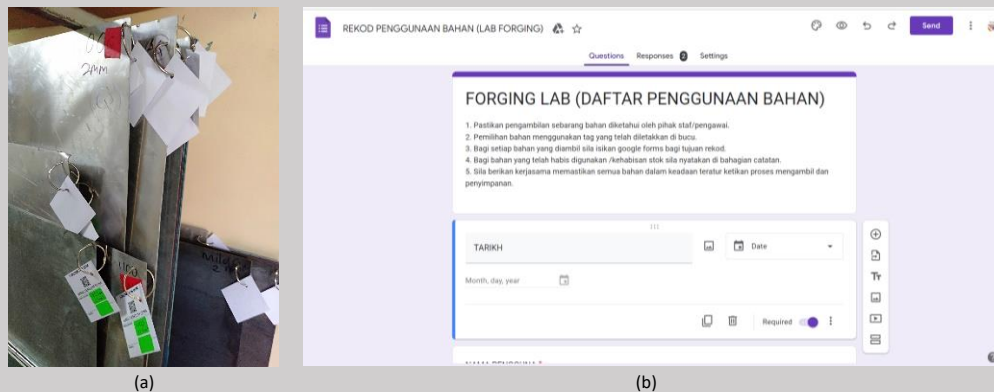 2mm
Mild
2 m
REKOD PENGGUNAAN BAHAN (LAB FORGING)
Send
Questions Responses 2 Settings
FORGING LAB (DAFTAR PENGGUNAAN BAHAN)
1. Pastikan pengambilan sebarang bahan diketahui oleh pihak staf/pengawal.
2. Pemilihan bahan menggunakan tag yang telah diletakkan di bucu.
3. Bagi setiap bahan yang diambil sila isikan google forms bagi tujuan rekod.
4. Bagi bahan yang telah habis digunakan /kehabisan stok sila nyatakan di bahagian catatan.
5. Sila berikan kerjasama memastikan semua bahan dalam keadaan teratur ketikan proses mengambil dan
penyimpanan.
TARIKH
Date
Month, day, year
Required
(a)
(b)